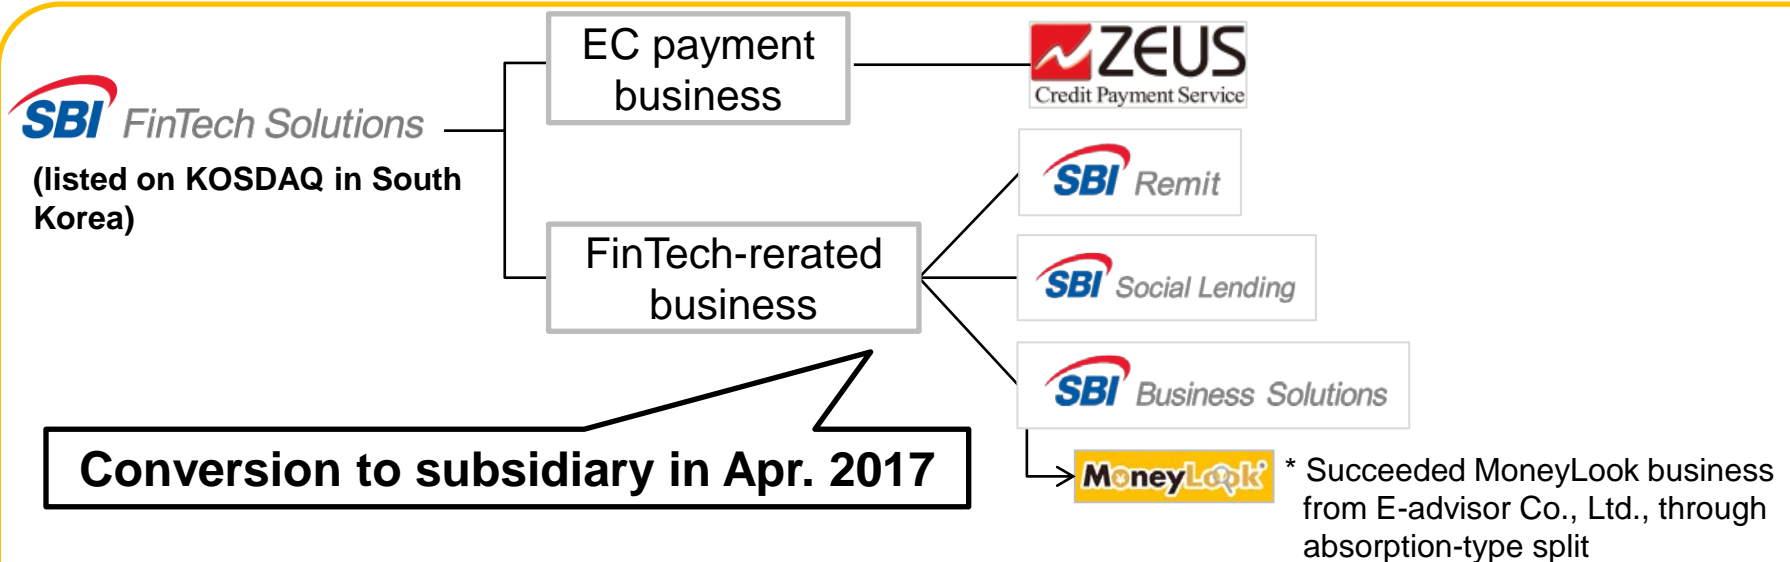 SBI FinTech Solutions
(listed on KOSDAQ in South
Korea)
EC payment
business
FinTech-rerated
business
Conversion to subsidiary in Apr. 2017
ZEUS
Credit Payment Service
SBI Remit
SBI Social Lending
SBI Business Solutions
MoneyLook
* Succeeded MoneyLook business
from E-advisor Co., Ltd., through
absorption-type split